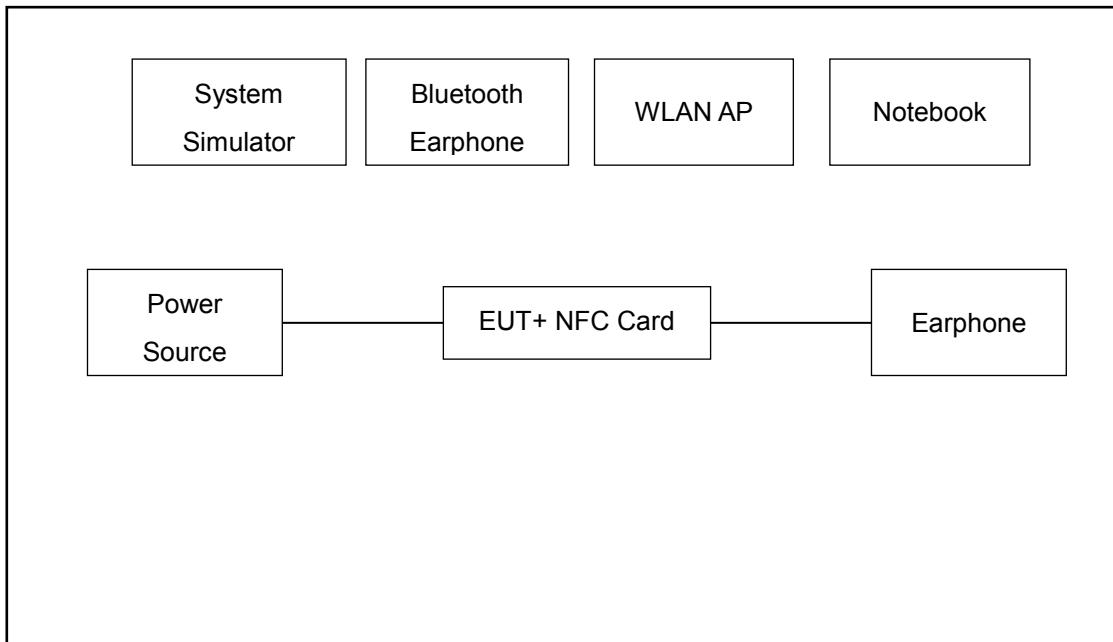 System
Simulator
Bluetooth
Earphone
WLAN AP
Notebook
Power
Source
EUT+ NFC Card
Earphone